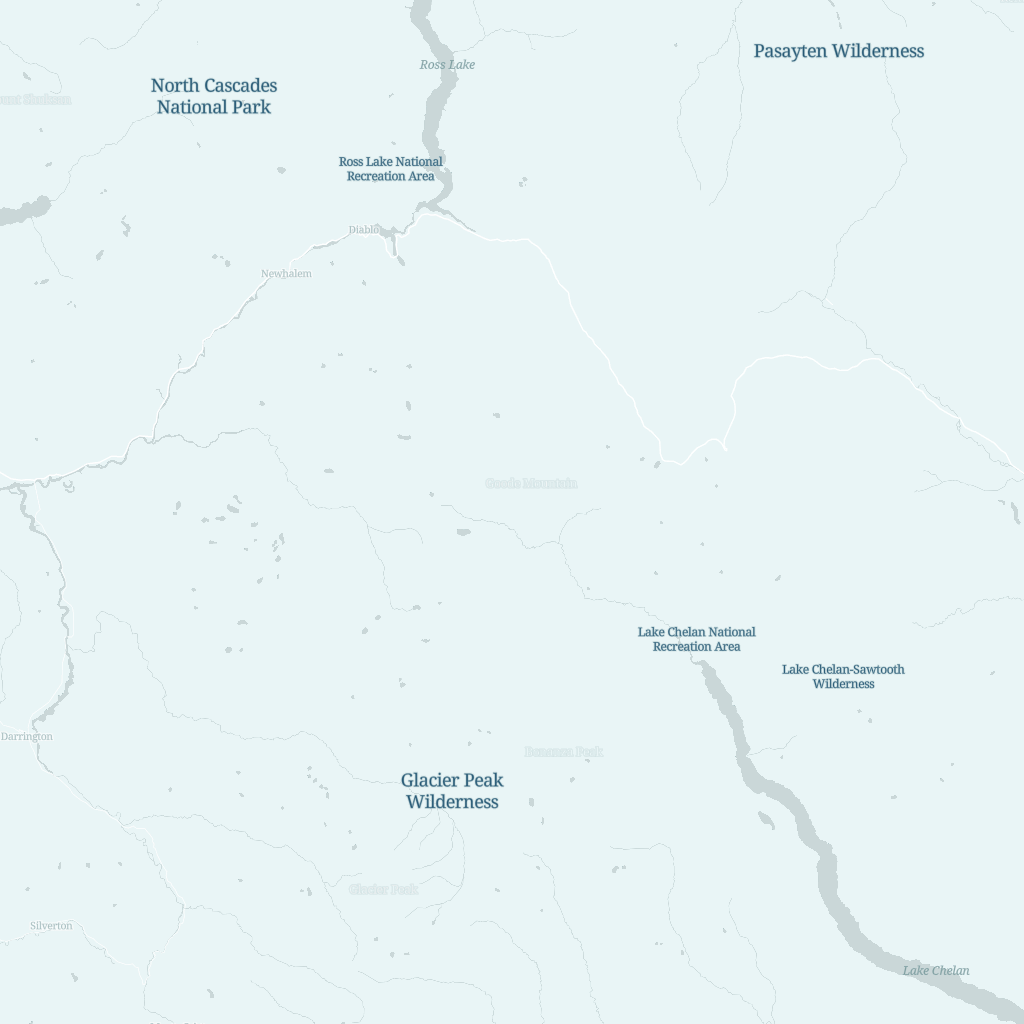 Pasayten Wilderness
Ross Lake
North Cascades
National Park
Ross Lake National
Recreation Area
Diablo
Newhalem
Goode Mountain
Lake Chelan National
Recreation Area
Lake Chelan-Sawtooth
Wilderness
Darrington
Bonanza Peak
Glacier Peak
Wilderness
Glacier Peak
Silverton
Lake Chelan